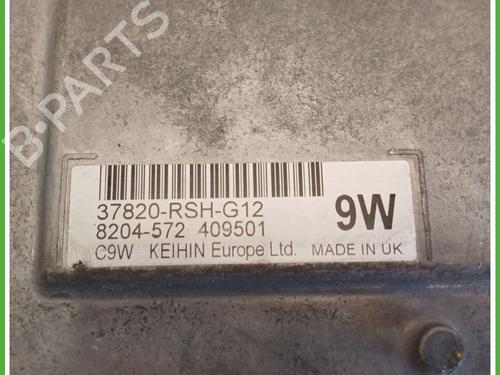 B-PARTS
37820-RSH-G12
9W
8204-572 409501
C9W KEIHIN Europe Ltd. MADE IN UK